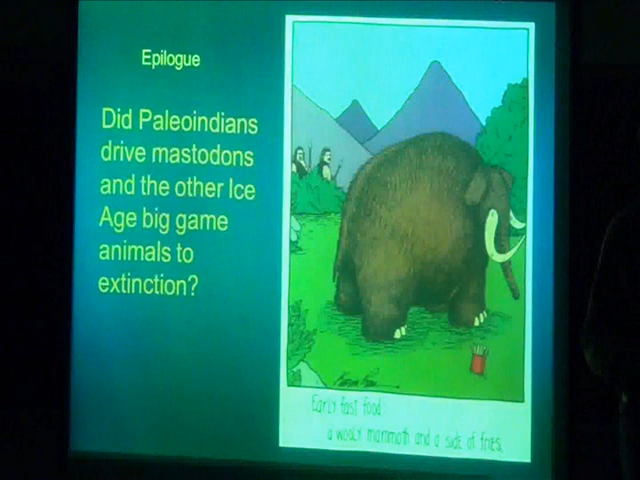 Epilogue
Did Paleoindians
drive mastodons
and the other Ice
Age big game
animals to
extinction?
Early fast food:
a wooly mammoth and a side of fries.